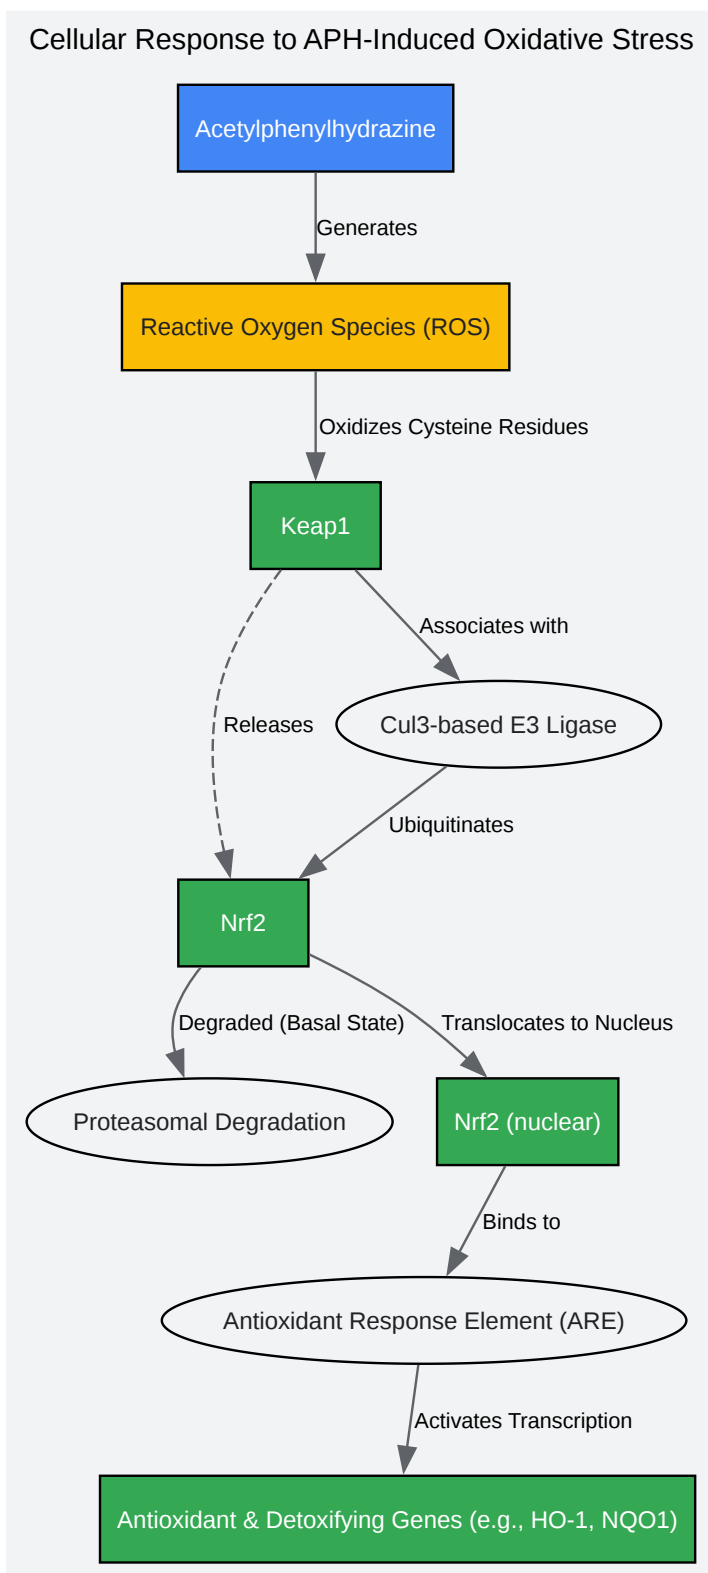 Cellular Response to APH-Induced Oxidative Stress
Acetylphenylhydrazine
Generates
Reactive Oxygen Species (ROS)
Oxidizes Cysteine Residues
Keap1
Associates with
Releases
Cul3-based E3 Ligase
Ubiquitinates
Nrf2
Degraded (Basal State)
Translocates to Nucleus
Proteasomal Degradation
Nrf2 (nuclear)
Binds to
Antioxidant Response Element (ARE)
Activates Transcription
Antioxidant & Detoxifying Genes (e.g., HO-1, NQO1)